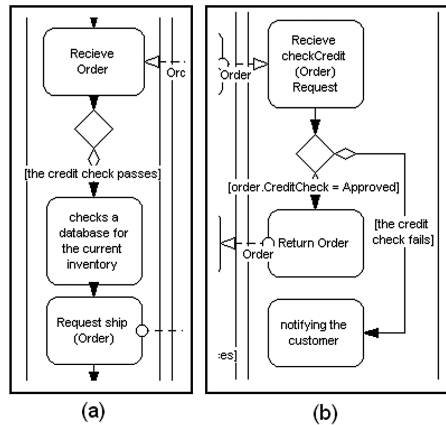 Recieve
Order
Orc
[the credit check passes]
checks a
database for
the current
inventory
Request ship
(Order)
(a)
Recieve
checkCredit
(Order)
Request
Order
[order.CreditCheck = Approved]
[the credit
check fails]
Return Order
Order
notifying the
customer
es]
(b)